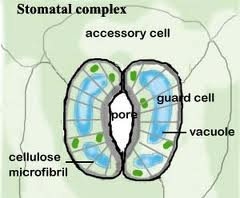 Stomatal complex
accessory cell
guard cell
pore
vacuole
cellulose
microfibril